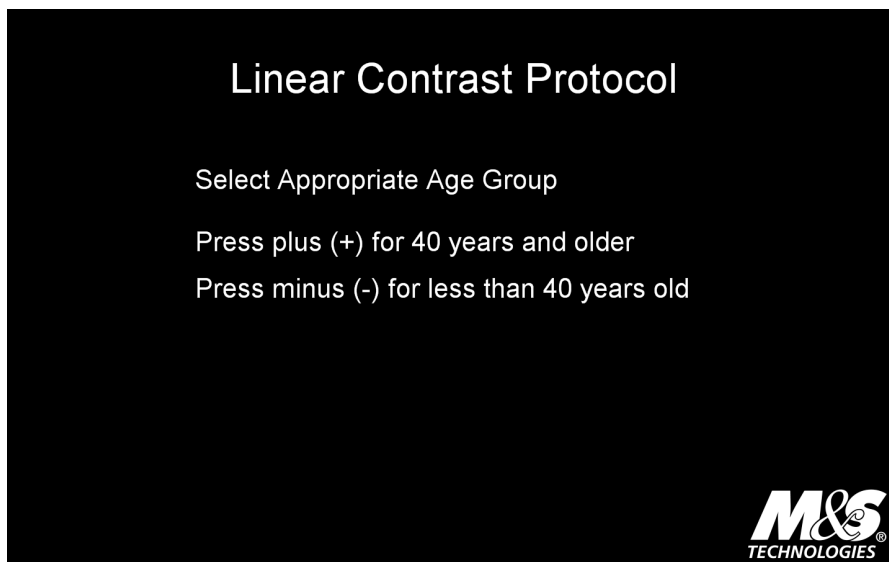 Linear Contrast Protocol
Select Appropriate Age Group
Press plus (+) for 40 years and older
Press minus (-) for less than 40 years old
M&S®
TECHNOLOGIES